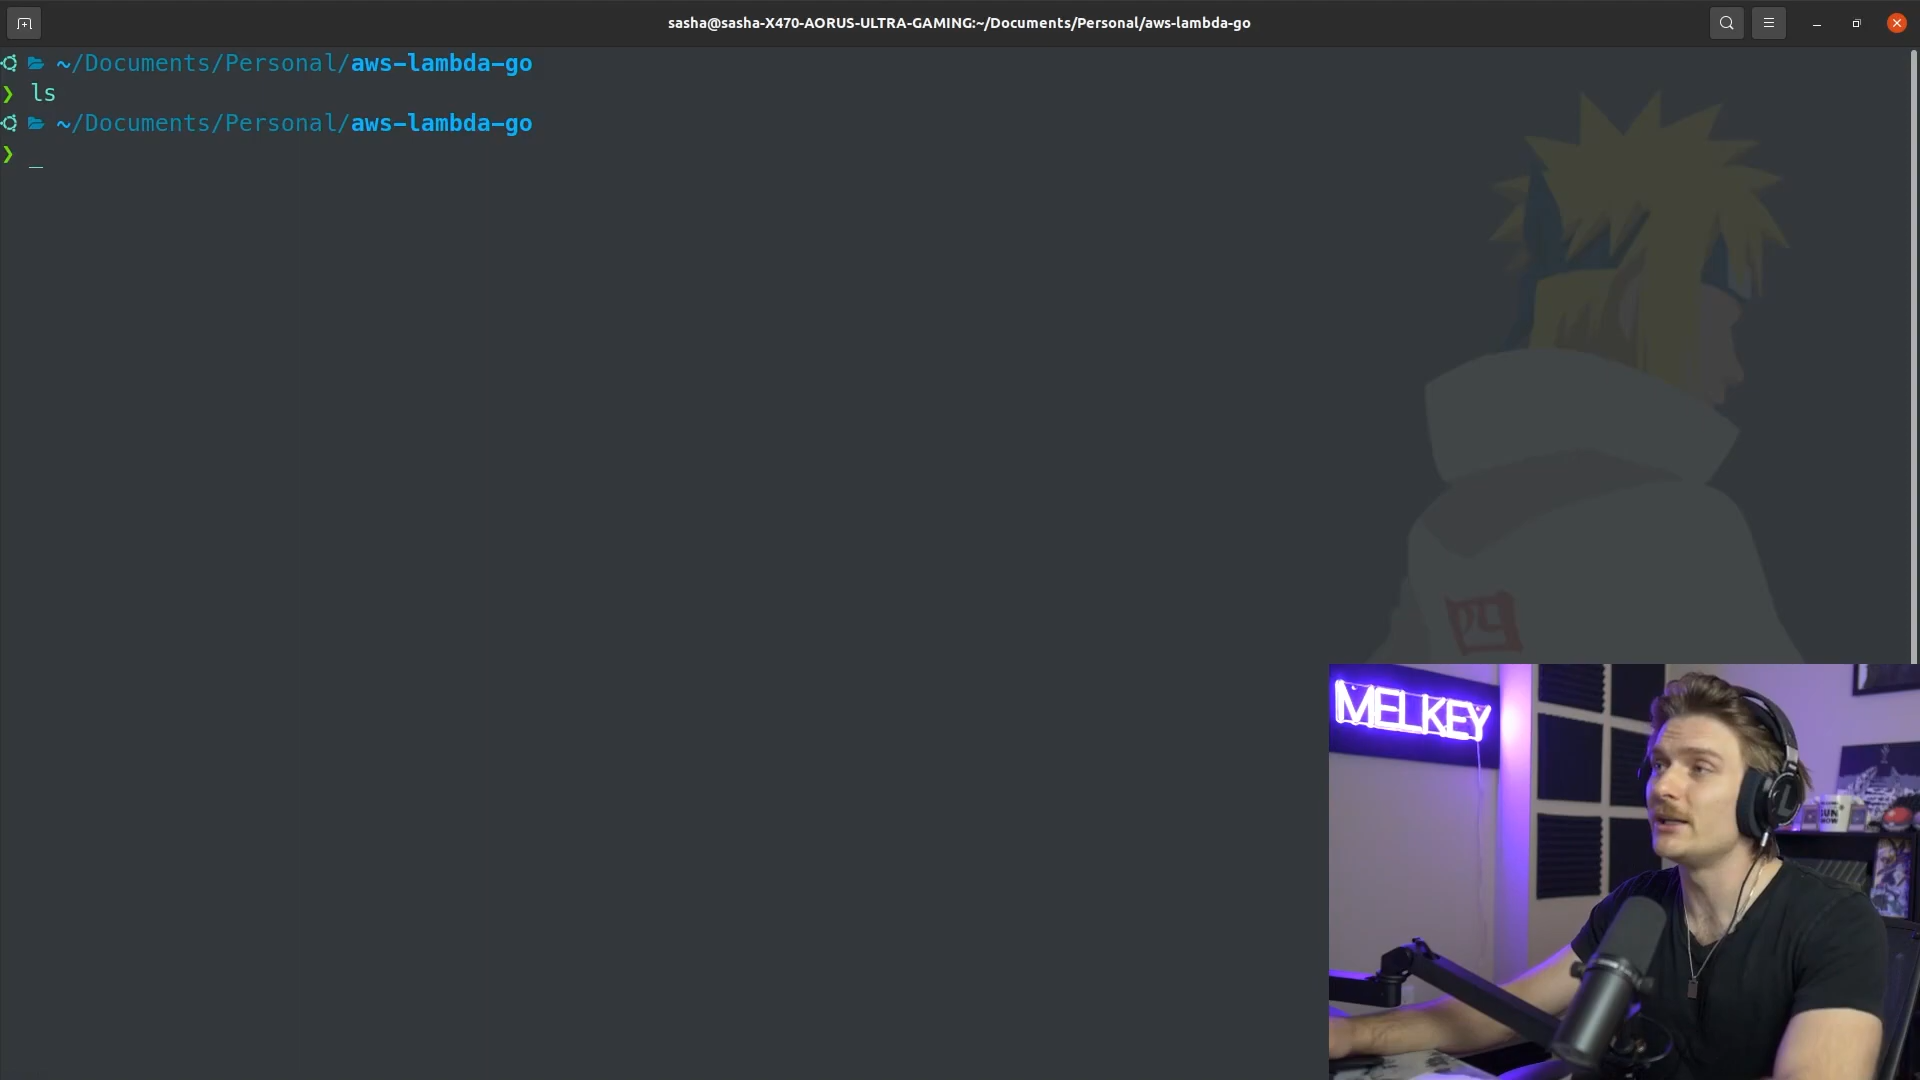 sasha@sasha-X470-AORUS-ULTRA-GAMING:~/Documents/Personal/aws-lambda-go
~/Documents/Personal/aws-lambda-go
❯ ls
~/Documents/Personal/aws-lambda-go
❯ _
四
MELKEY